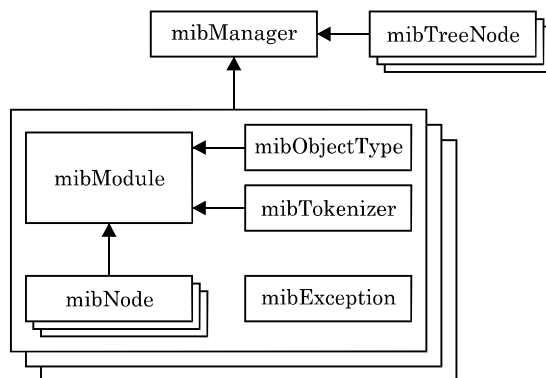 mibManager
mibTreeNode
mibObjectType
mibModule
mibTokenizer
mibNode
mibException